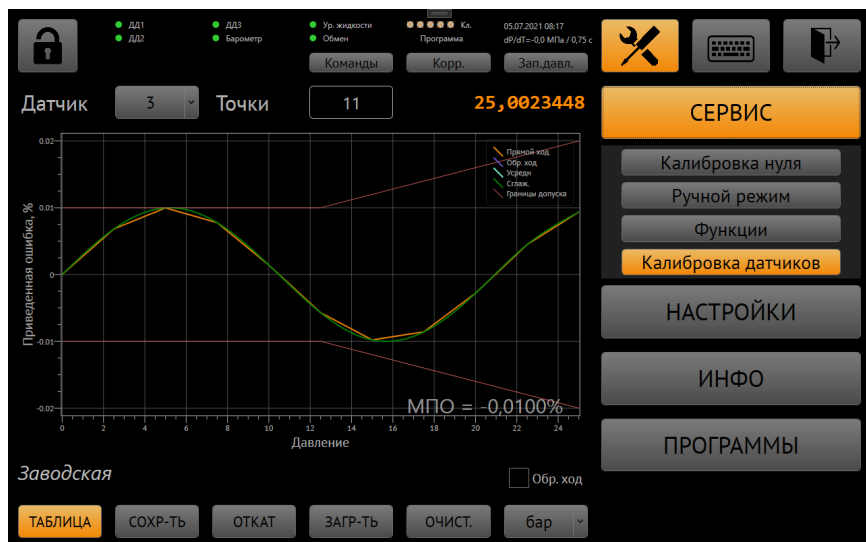 ДД1 ДД3 Ур. жидкости Кл. 05.07.2021 08:17
ДД2 Барометр Обмен Программа dP/dT=-0,0 МПа / 0,75 с
Команды Корр. Зап.давл.
Датчик 3 Точки 11 25,0023448
СЕРВИС
Калибровка нуля
Ручной режим
Функции
Калибровка датчиков
НАСТРОЙКИ
ИНФО
ПРОГРАММЫ
Приведенная ошибка, %
0.02
0.01
0
-0.01
-0.02
Прямой ход
Обр. ход
Усредн
Сглаж.
Границы допуска
МПО = -0,0100%
0 2 4 6 8 10 12 14 16 18 20 22 24
Давление
Заводская
Обр. ход
ТАБЛИЦА СОХР-ТЬ ОТКАТ ЗАГР-ТЬ ОЧИСТ. бар